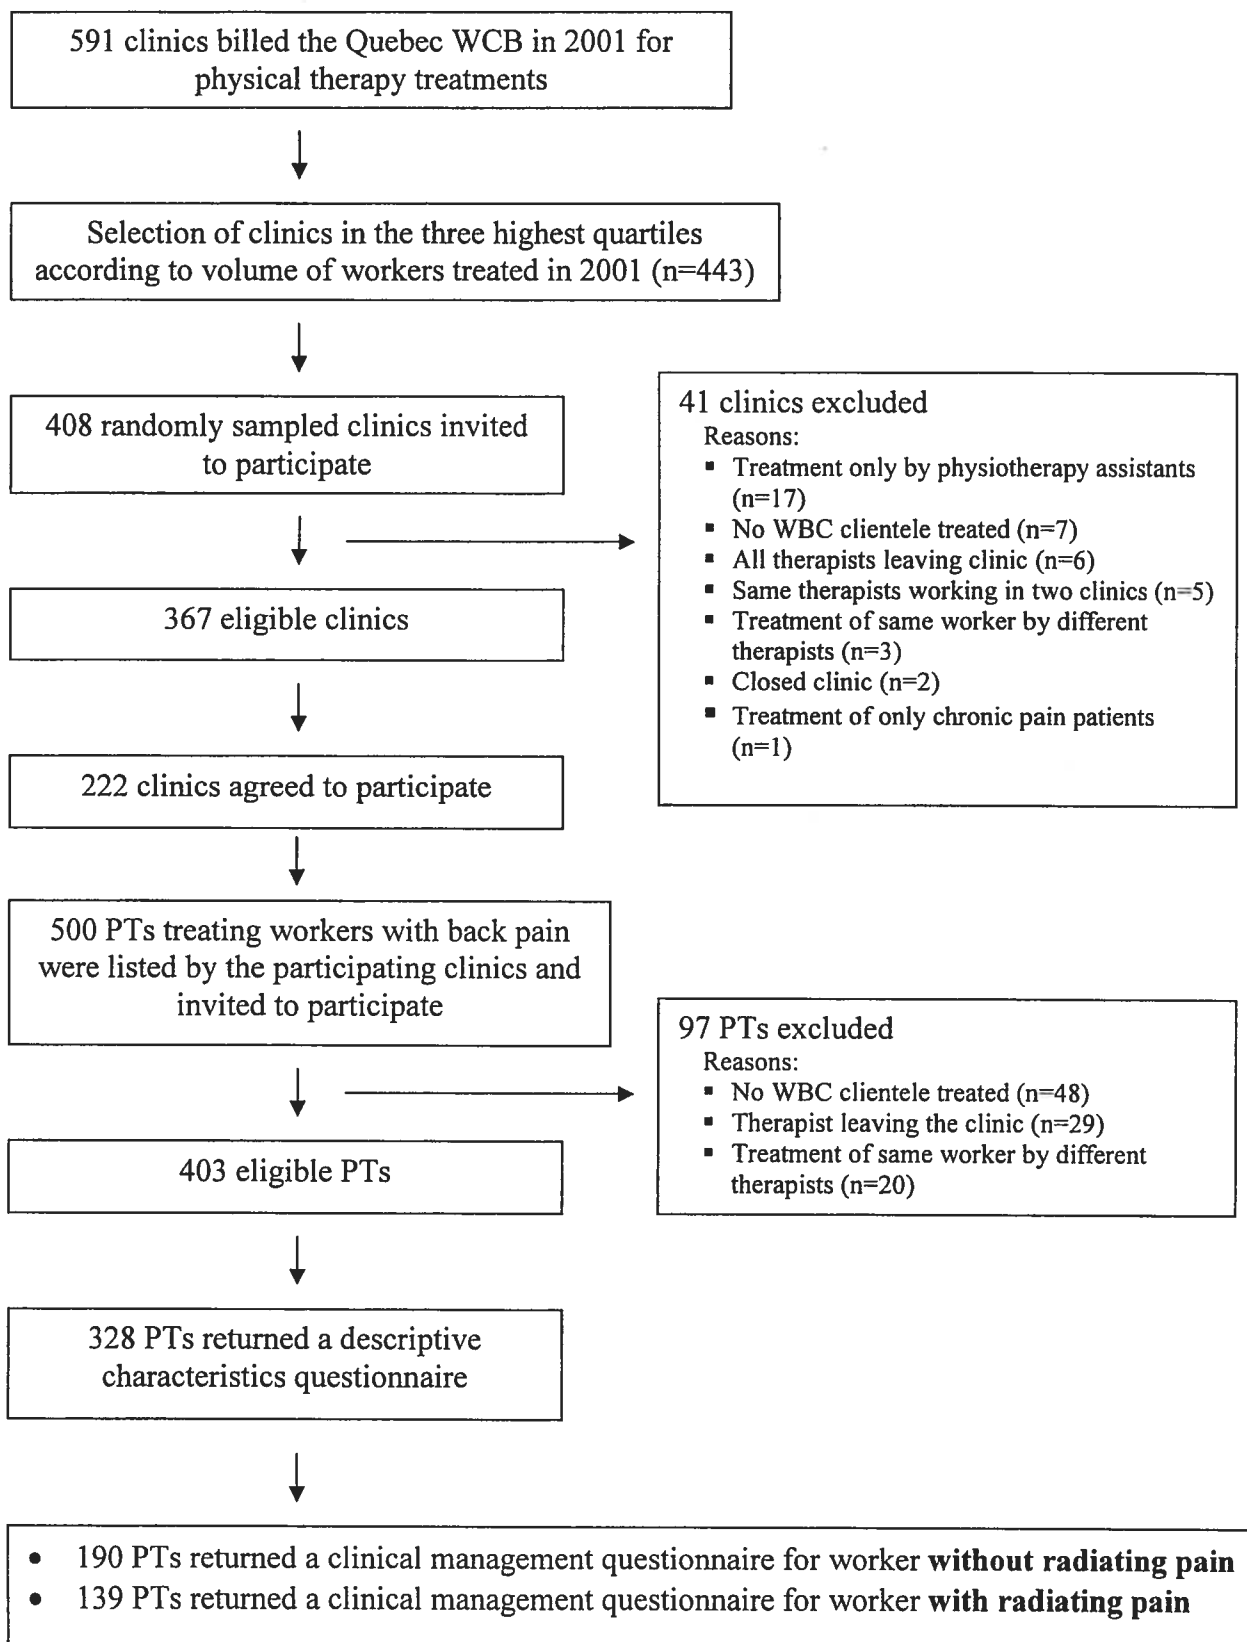 591 clinics billed the Quebec WCB in 2001 for
physical therapy treatments
Selection of clinics in the three highest quartiles
according to volume of workers treated in 2001 (n=443)
408 randomly sampled clinics invited
to participate
41 clinics excluded
Reasons:
▪ Treatment only by physiotherapy assistants
(n=17)
▪ No WBC clientele treated (n=7)
▪ All therapists leaving clinic (n=6)
▪ Same therapists working in two clinics (n=5)
▪ Treatment of same worker by different
therapists (n=3)
▪ Closed clinic (n=2)
▪ Treatment of only chronic pain patients
(n=1)
367 eligible clinics
222 clinics agreed to participate
500 PTs treating workers with back pain
were listed by the participating clinics and
invited to participate
97 PTs excluded
Reasons:
▪ No WBC clientele treated (n=48)
▪ Therapist leaving the clinic (n=29)
▪ Treatment of same worker by different
therapists (n=20)
403 eligible PTs
328 PTs returned a descriptive
characteristics questionnaire
• 190 PTs returned a clinical management questionnaire for worker without radiating pain
• 139 PTs returned a clinical management questionnaire for worker with radiating pain